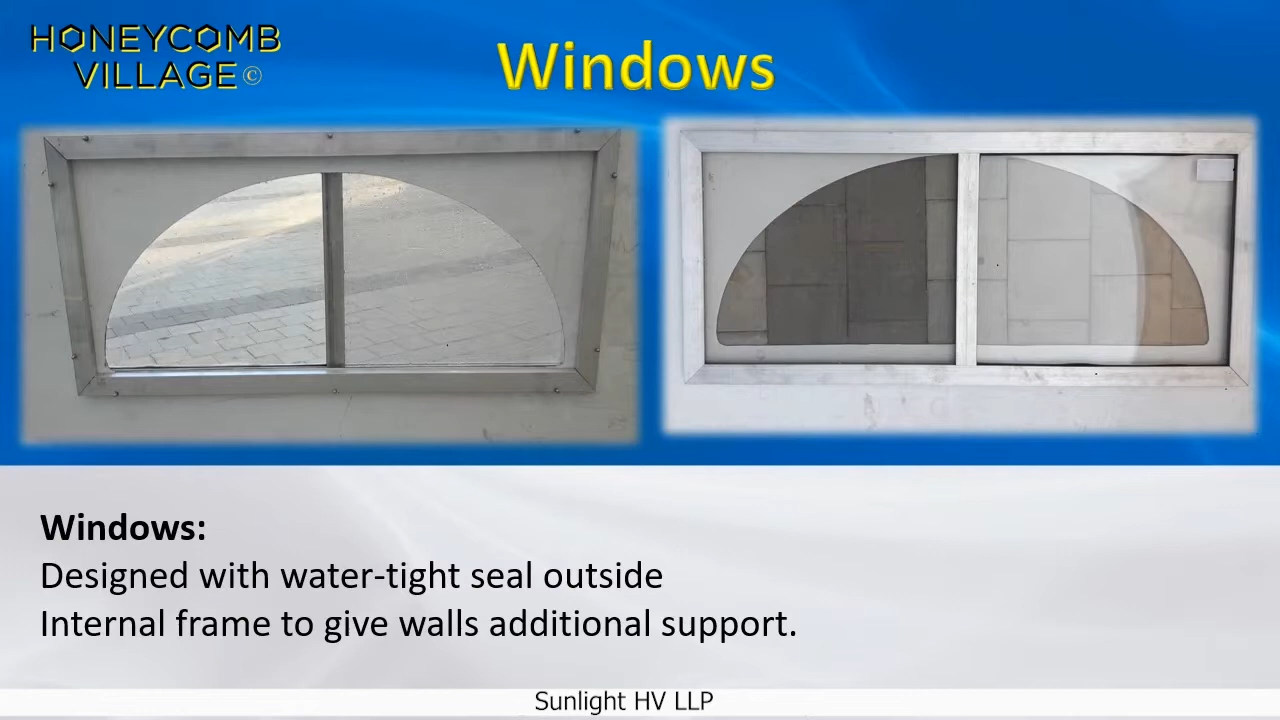 HONEYCOMB
VILLAGE©
Windows
Windows:
Designed with water-tight seal outside
Internal frame to give walls additional support.
Sunlight HV LLP